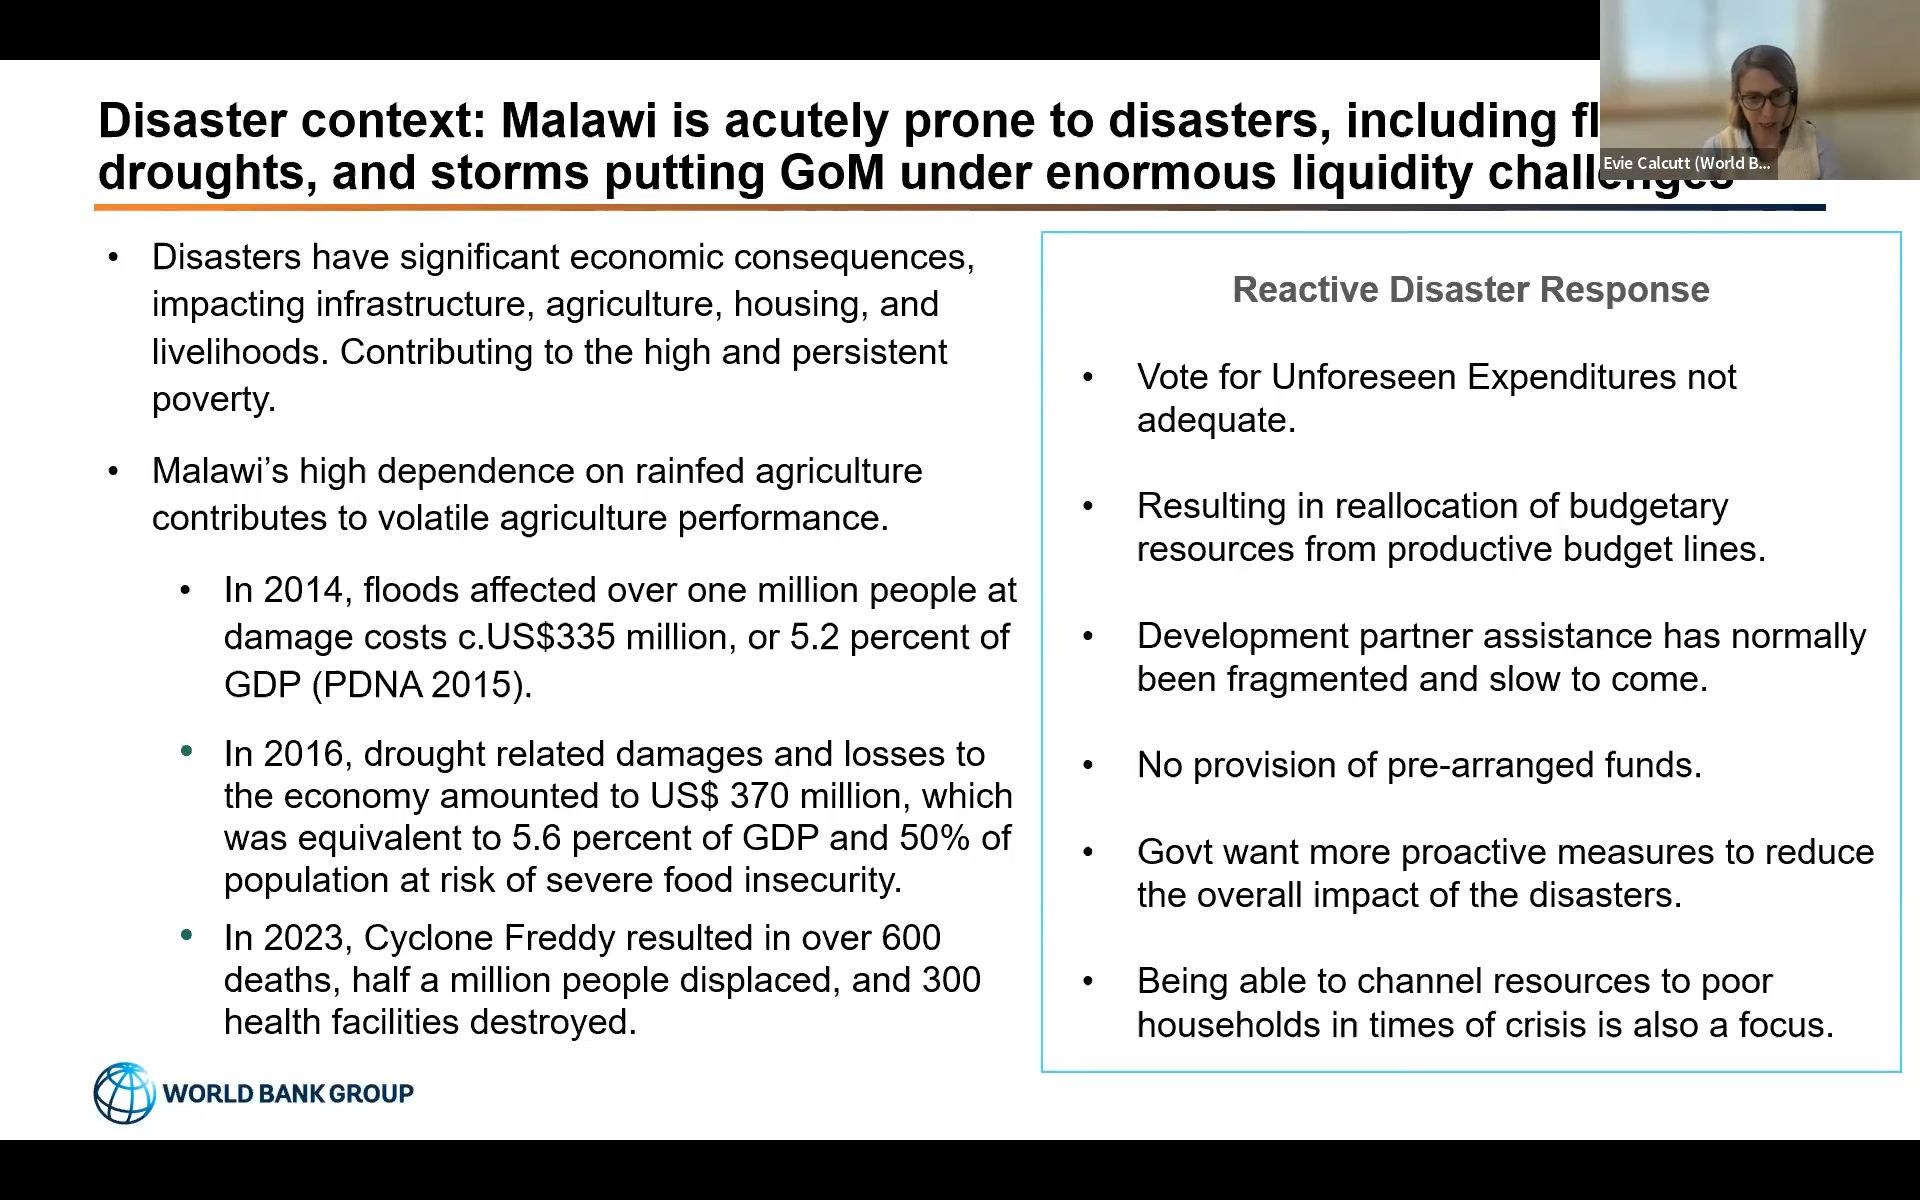 Disaster context: Malawi is acutely prone to disasters, including
droughts, and storms putting GoM under enormous liquidity challenges
Evie Calcutt (World B...
• Disasters have significant economic consequences,
impacting infrastructure, agriculture, housing, and
livelihoods. Contributing to the high and persistent
poverty.
• Malawi’s high dependence on rainfed agriculture
contributes to volatile agriculture performance.
• In 2014, floods affected over one million people at
damage costs c.US$335 million, or 5.2 percent of
GDP (PDNA 2015).
• In 2016, drought related damages and losses to
the economy amounted to US$ 370 million, which
was equivalent to 5.6 percent of GDP and 50% of
population at risk of severe food insecurity.
• In 2023, Cyclone Freddy resulted in over 600
deaths, half a million people displaced, and 300
health facilities destroyed.
Reactive Disaster Response
• Vote for Unforeseen Expenditures not
adequate.
• Resulting in reallocation of budgetary
resources from productive budget lines.
• Development partner assistance has normally
been fragmented and slow to come.
• No provision of pre-arranged funds.
• Govt want more proactive measures to reduce
the overall impact of the disasters.
• Being able to channel resources to poor
households in times of crisis is also a focus.
WORLD BANK GROUP